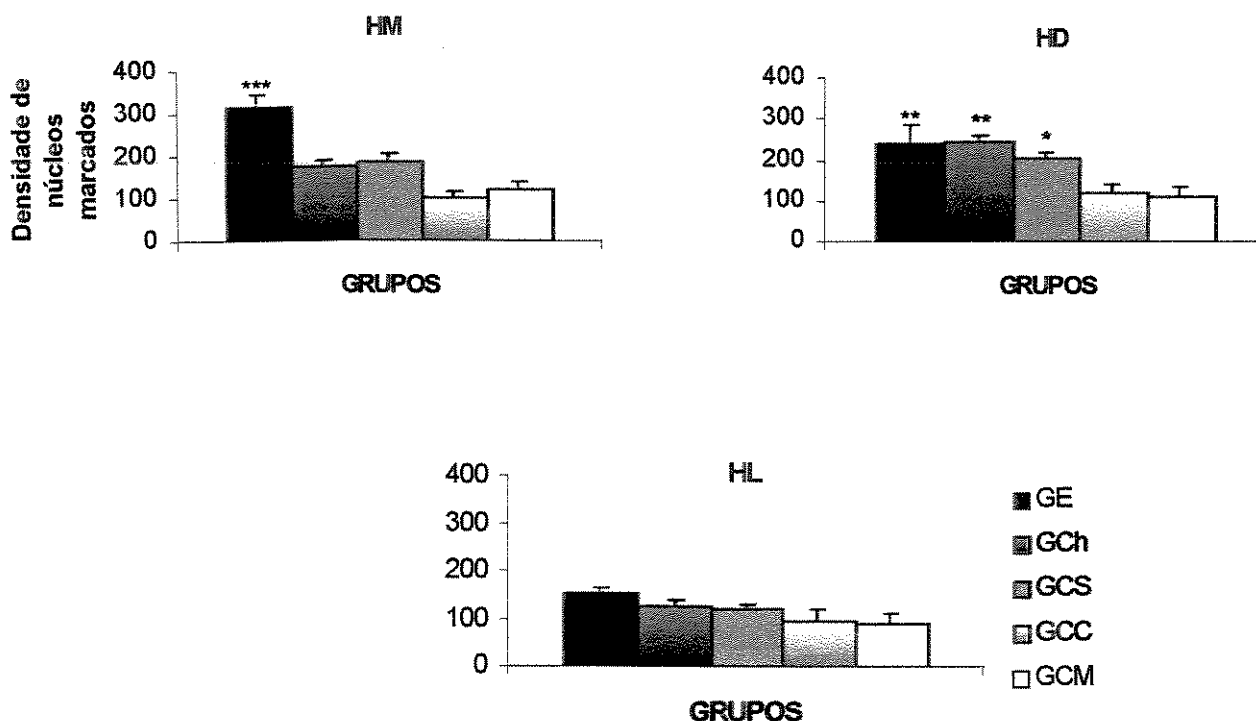 HM
Densidade de
núcleos
marcados
400
300
200
100
0
***
GRUPOS
HD
400
300
200
100
0
**
**
*
GRUPOS
HL
400
300
200
100
0
GRUPOS
GE
GCh
GCS
GCC
GCM